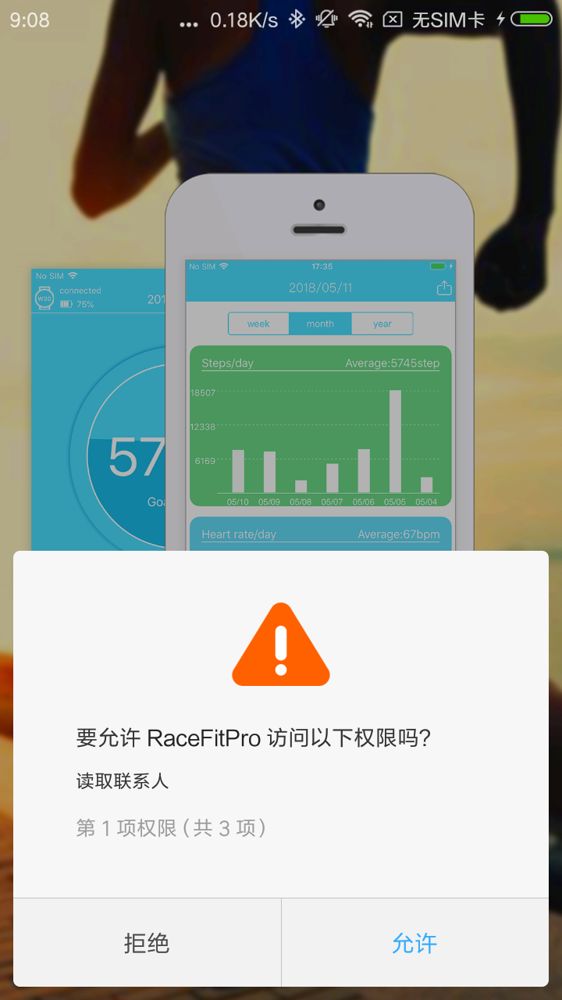 9:08 ... 0.18K/s 无SIM卡
No SIM
connected
W30
75%
201
57
Goa
No SIM 17:35
2018/05/11
week month year
Steps/day Average:5745step
18507
12338
6169
05/10 05/09 05/08 05/07 05/06 05/05 05/04
Heart rate/day Average:67bpm
要允许 RaceFitPro 访问以下权限吗?
读取联系人
第 1 项权限 ( 共 3 项 )
拒绝 允许